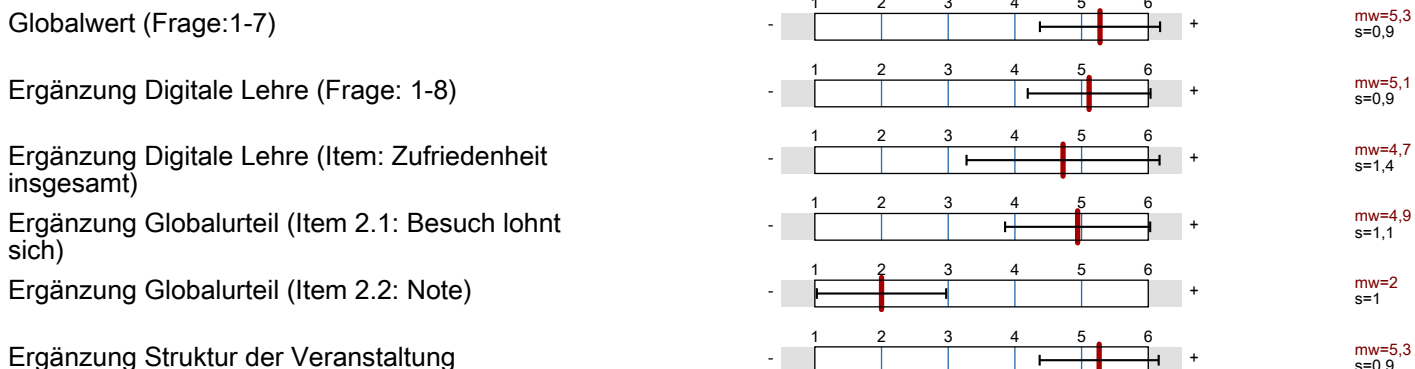 1 2 3 4 5 6
Globalwert (Frage:1-7) - + mw=5,3
s=0,9
1 2 3 4 5 6
Ergänzung Digitale Lehre (Frage: 1-8) - + mw=5,1
s=0,9
1 2 3 4 5 6
Ergänzung Digitale Lehre (Item: Zufriedenheit - + mw=4,7
insgesamt) s=1,4
1 2 3 4 5 6
Ergänzung Globalurteil (Item 2.1: Besuch lohnt - + mw=4,9
sich) s=1,1
1 2 3 4 5 6
Ergänzung Globalurteil (Item 2.2: Note) - + mw=2
s=1
1 2 3 4 5 6
Ergänzung Struktur der Veranstaltung - + mw=5,3
s=0,9